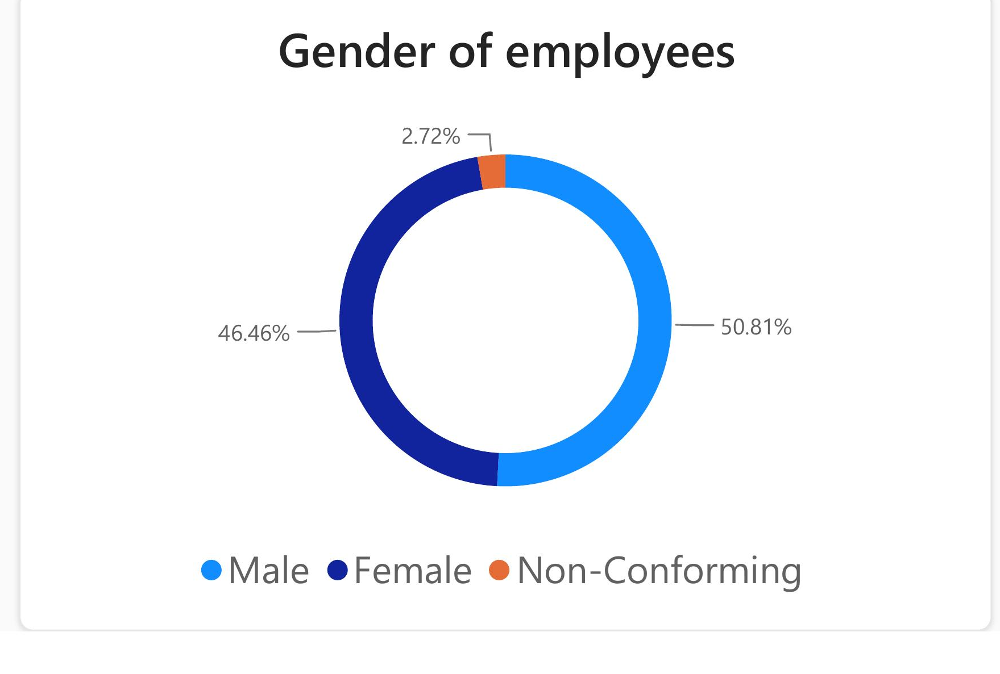 Gender of employees
2.72%
46.46%
50.81%
Male Female Non-Conforming